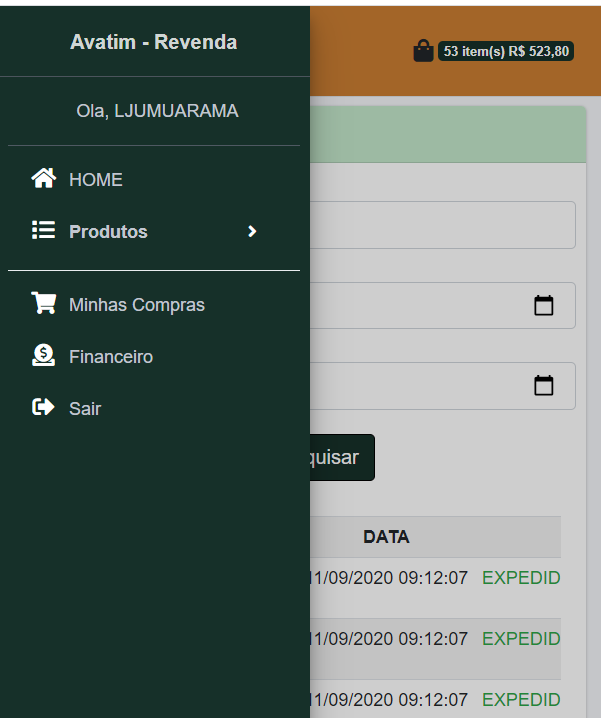 Avatim - Revenda
53 item(s) R$ 523,80
Ola, LJUMUARAMA
HOME
Produtos
Minhas Compras
Financeiro
Sair
quisar
DATA
11/09/2020 09:12:07 EXPEDID
11/09/2020 09:12:07 EXPEDID
11/09/2020 09:12:07 EXPEDID